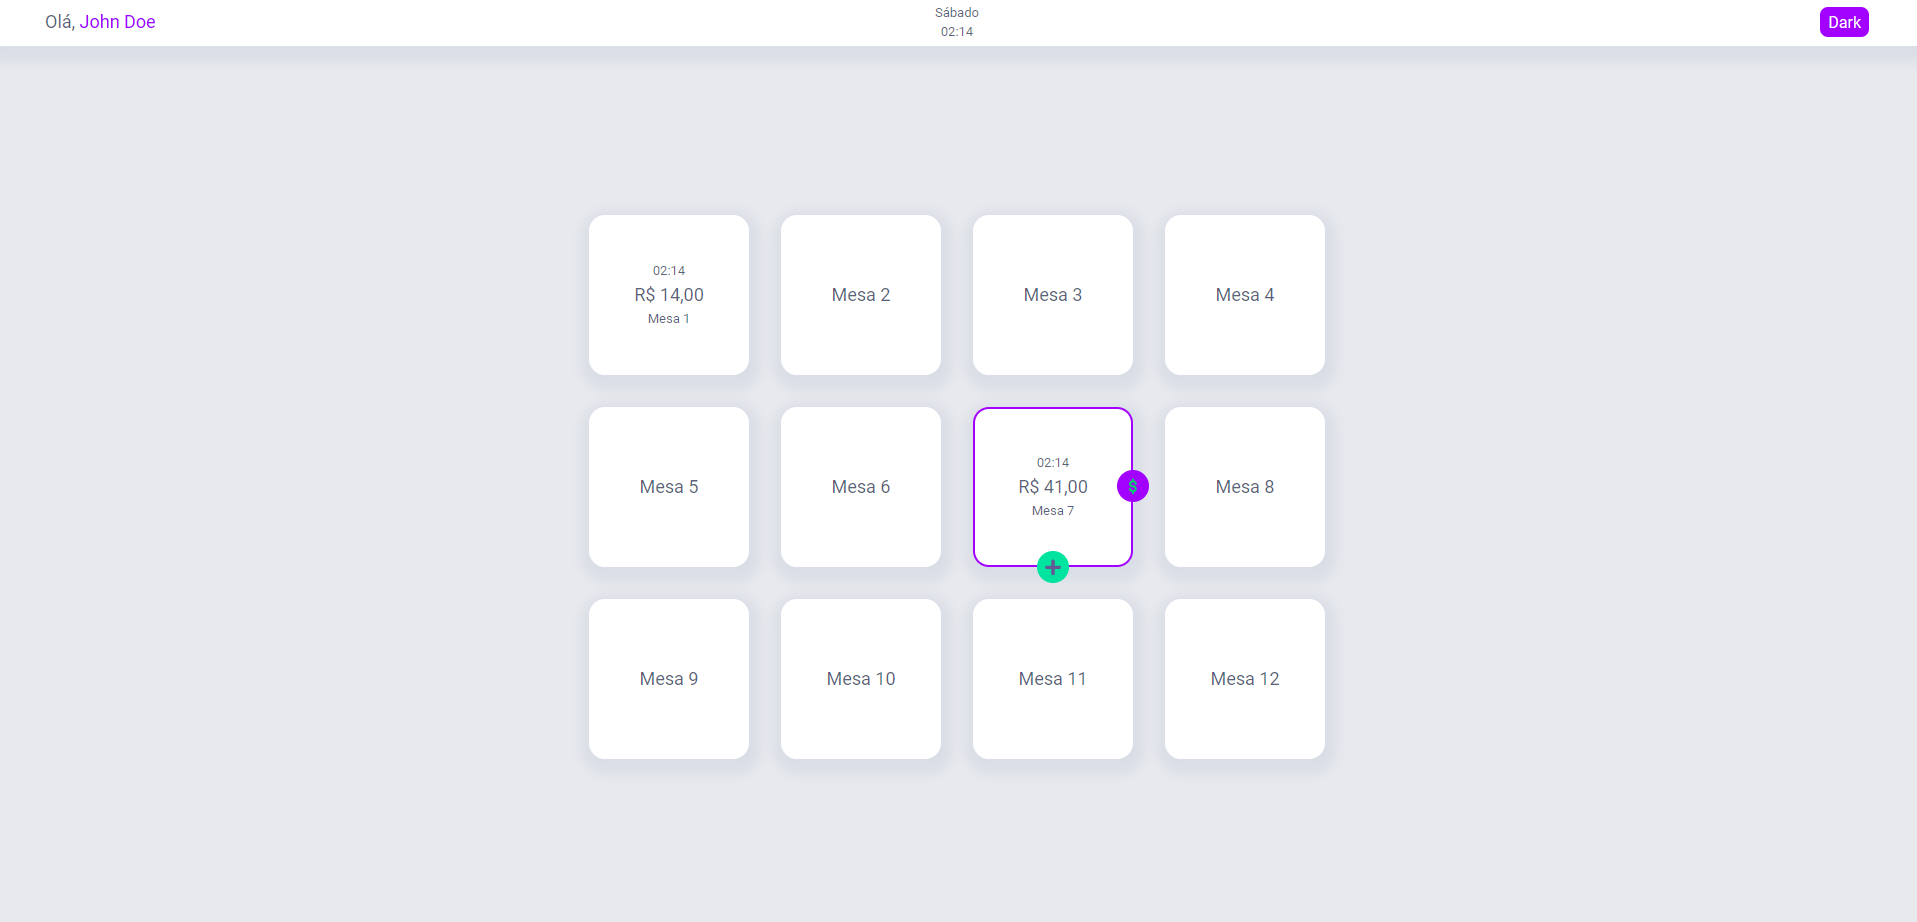 Olá, John Doe
Sábado
02:14
Dark
02:14
R$ 14,00
Mesa 1
Mesa 2
Mesa 3
Mesa 4
Mesa 5
Mesa 6
02:14
R$ 41,00
Mesa 7
$
+
Mesa 8
Mesa 9
Mesa 10
Mesa 11
Mesa 12